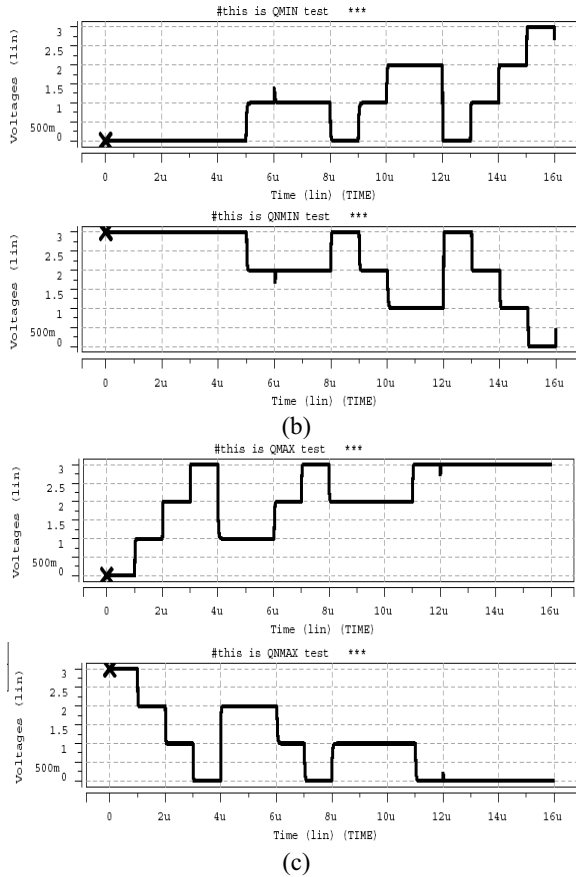 #this is QMIN test ***
Voltages (lin)
3
2.5
2
1.5
1
500m
0
0 2u 4u 6u 8u 10u 12u 14u 16u
Time (lin) (TIME)
#this is QNMIN test ***
Voltages (lin)
3
2.5
2
1.5
1
500m
0
0 2u 4u 6u 8u 10u 12u 14u 16u
Time (lin) (TIME)
(b)
#this is QMAX test ***
Voltages (lin)
3
2.5
2
1.5
1
500m
0
0 2u 4u 6u 8u 10u 12u 14u 16u
Time (lin) (TIME)
#this is QNMAX test ***
Voltages (lin)
3
2.5
2
1.5
1
500m
0
0 2u 4u 6u 8u 10u 12u 14u 16u
Time (lin) (TIME)
(c)